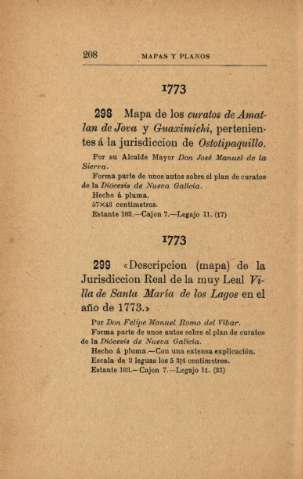 208 MAPAS Y PLANOS
1773
298 Mapa de los curatos de Amat-
lan de Jova y Guaximichi, pertenien-
tes á la jurisdiccion de Ostotipaquillo.
Por su Alcalde Mayor Don José Manuel de la
Sierra.
Forma parte de unos autos sobre el plan de curatos
de la Diócesis de Nueva Galicia.
Hecho á pluma.
57×43 centímetros.
Estante 103.—Cajon 7.—Legajo 11. (17)
1773
299 «Descripcion (mapa) de la
Jurisdiccion Real de la muy Leal Vi-
lla de Santa María de los Lagos en el
año de 1773.»
Por Don Felipe Manuel Romo del Vibar.
Forma parte de unos autos sobre el plan de curatos
de la Diócesis de Nueva Galicia.
Hecho á pluma.—Con una extensa explicación.
Escala de 3 leguas los 5 3/4 centímetros.
Estante 103.—Cajon 7.—Legajo 11. (23)